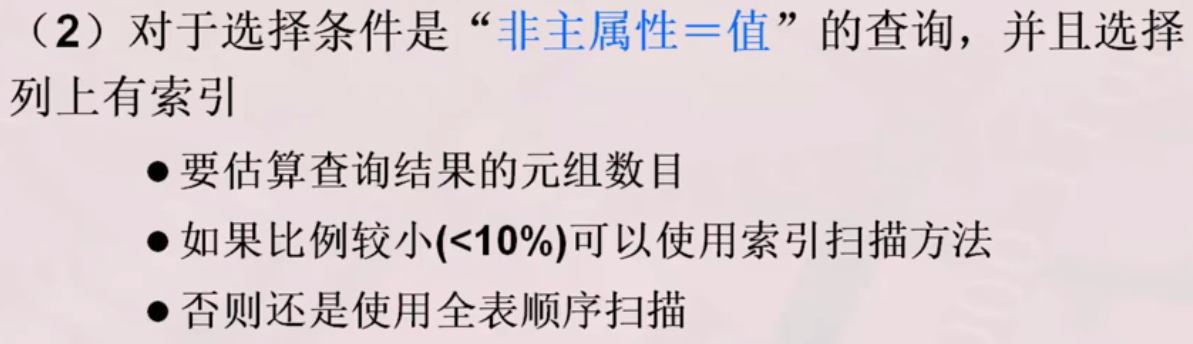 （2）对于选择条件是“非主属性＝值”的查询，并且选择
列上有索引
●要估算查询结果的元组数目
●如果比例较小(<10%)可以使用索引扫描方法
●否则还是使用全表顺序扫描